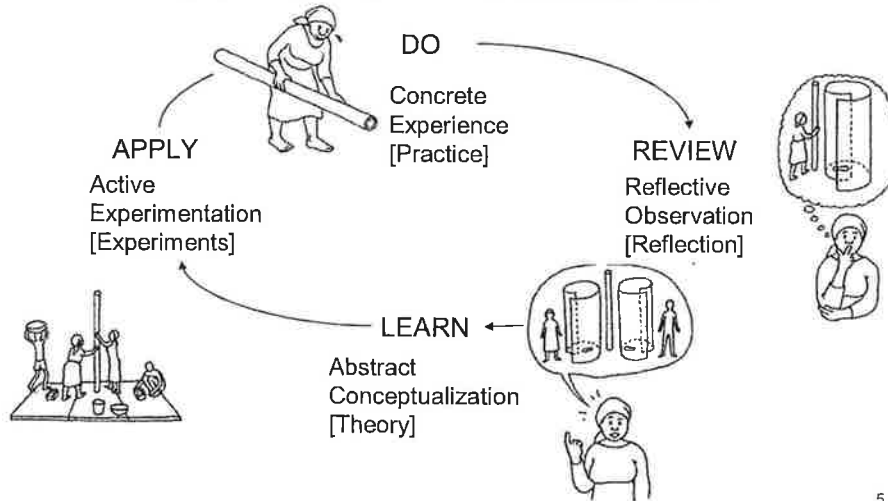 DO
Concrete
Experience
[Practice]
REVIEW
Reflective
Observation
[Reflection]
LEARN
Abstract
Conceptualization
[Theory]
APPLY
Active
Experimentation
[Experiments]
5